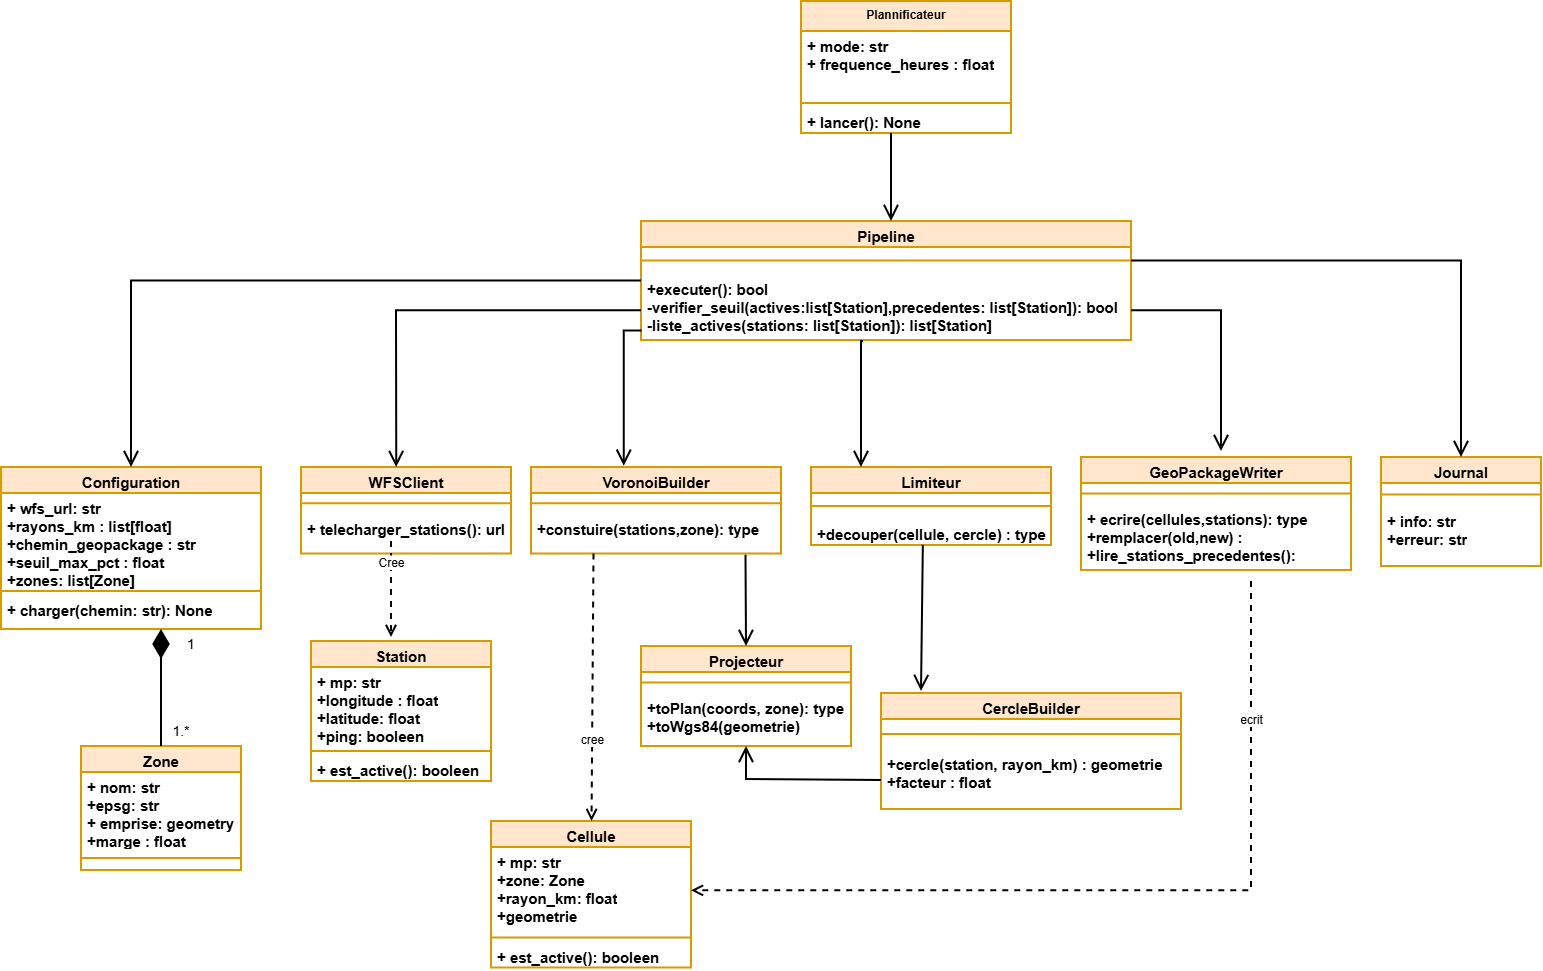 Plannificateur
+ mode: str
+ frequence_heures : float
+ lancer(): None
Pipeline
+executer(): bool
-verifier_seuil(actives:list[Station],precedentes: list[Station]): bool
-liste_actives(stations: list[Station]): list[Station]
Configuration
+ wfs_url: str
+rayons_km : list[float]
+chemin_geopackage : str
+seuil_max_pct : float
+zones: list[Zone]
+ charger(chemin: str): None
WFSClient
+ telecharger_stations(): url
VoronoiBuilder
+constuire(stations,zone): type
Limiteur
+decouper(cellule, cercle) : type
GeoPackageWriter
+ ecrire(cellules,stations): type
+remplacer(old,new) :
+lire_stations_precedentes():
Journal
+ info: str
+erreur: str
Cree
1
1.*
Station
+ mp: str
+longitude : float
+latitude: float
+ping: booleen
+ est_active(): booleen
Projecteur
+toPlan(coords, zone): type
+toWgs84(geometrie)
CercleBuilder
+cercle(station, rayon_km) : geometrie
+facteur : float
cree
ecrit
Zone
+ nom: str
+epsg: str
+ emprise: geometry
+marge : float
Cellule
+ mp: str
+zone: Zone
+rayon_km: float
+geometrie
+ est_active(): booleen